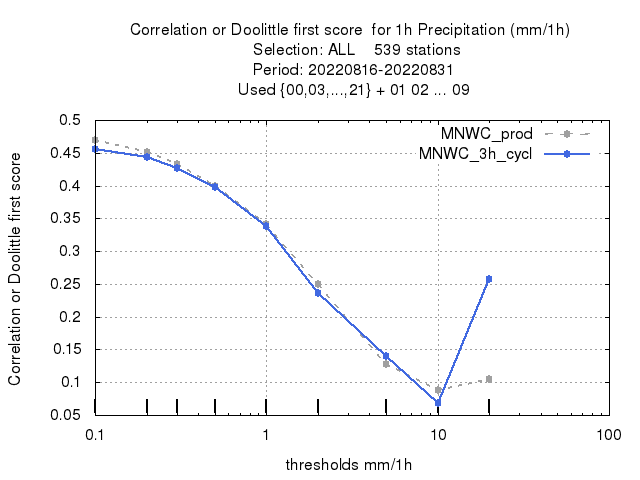 Correlation or Doolittle first score  for 1h Precipitation (mm/1h)
Selection: ALL    539 stations
Period: 20220816-20220831
Used {00,03,...,21} + 01 02 ... 09
MNWC_prod
MNWC_3h_cycl
Correlation or Doolittle first score
0.5
0.45
0.4
0.35
0.3
0.25
0.2
0.15
0.1
0.05
0.1 1 10 100
thresholds mm/1h